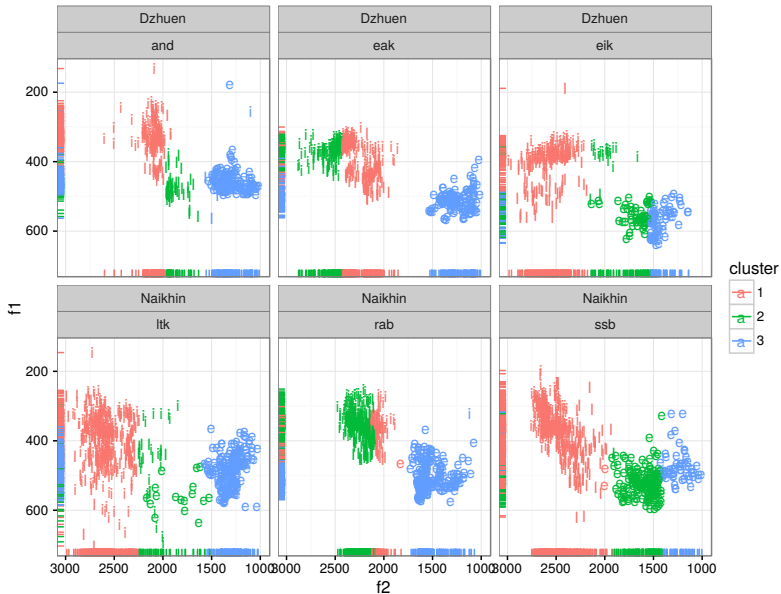 Dzhuen Dzhuen Dzhuen
and eak eik
200
400
600
f1
Naikhin Naikhin Naikhin
ltk rab ssb
200
400
600
3000 2500 2000 1500 1000 3000 2500 2000 1500 1000 3000 2500 2000 1500 1000
f2
cluster
a 1
a 2
a 3